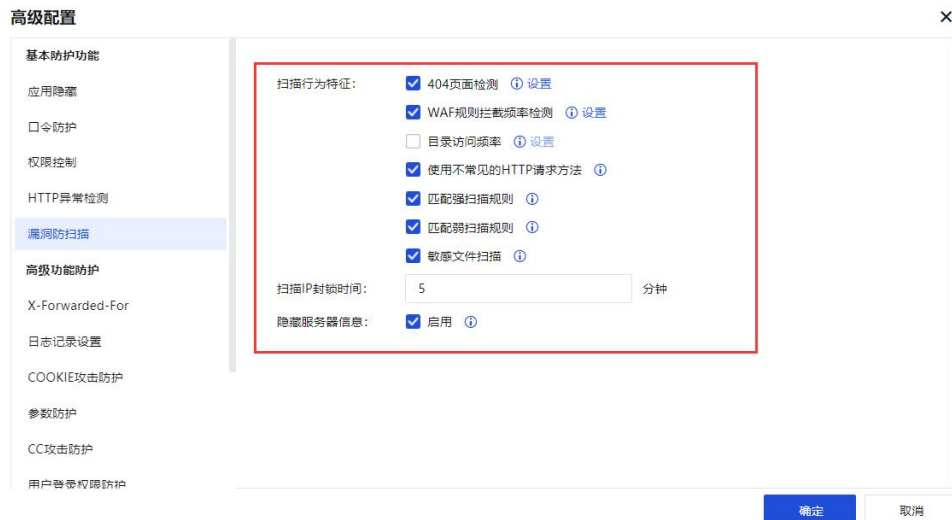 高级配置
基本防护功能
应用隐藏
口令防护
权限控制
HTTP异常检测
漏洞防扫描
高级功能防护
X-Forwarded-For
日志记录设置
COOKIE攻击防护
参数防护
CC攻击防护
用户登录权限防护
扫描行为特征：
404页面检测 设置
WAF规则拦截频率检测 设置
目录访问频率 设置
使用不常见的HTTP请求方法
匹配强扫描规则
匹配弱扫描规则
敏感文件扫描
扫描IP封锁时间： 5 分钟
隐藏服务器信息： 启用
确定 取消